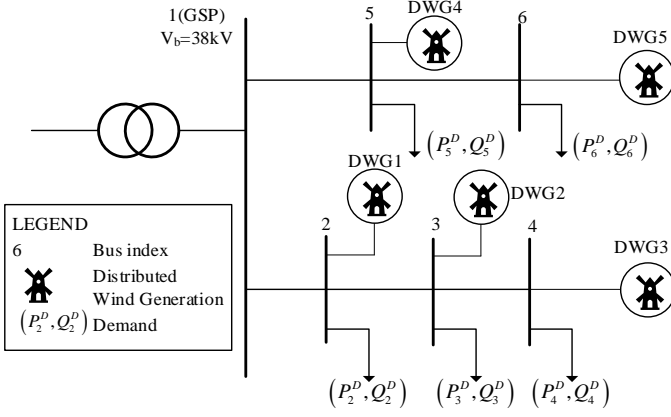 1(GSP)
V_b=38kV
5
DWG4
6
DWG5
(P_5^D, Q_5^D)
(P_6^D, Q_6^D)
DWG1
DWG2
2
3
4
DWG3
LEGEND
6 Bus index
Distributed
Wind Generation
(P_2^D, Q_2^D) Demand
(P_2^D, Q_2^D)
(P_3^D, Q_3^D)
(P_4^D, Q_4^D)